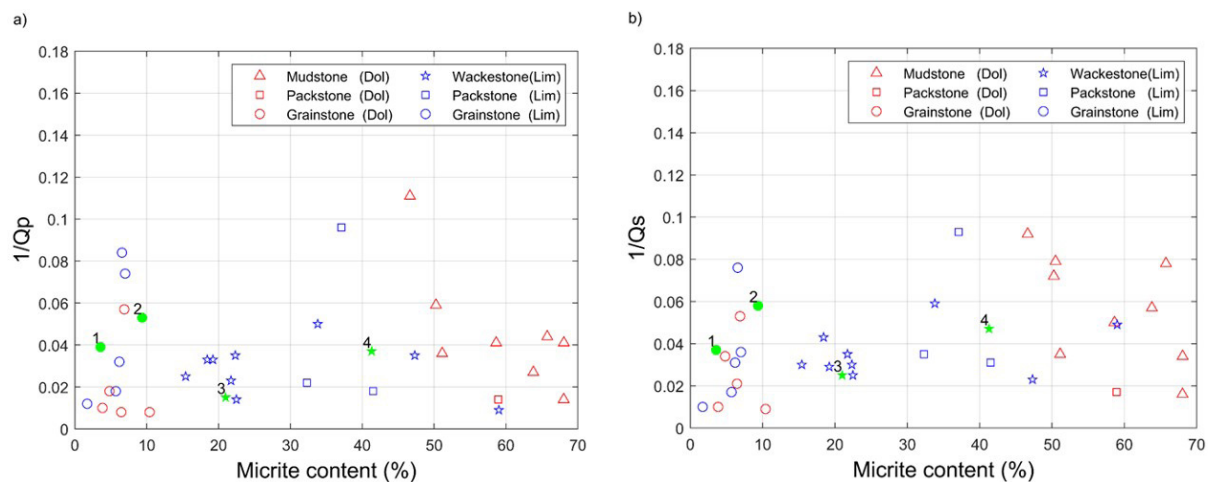 a)
0.18
0.16
0.14
0.12
0.1
0.08
0.06
0.04
0.02
0
1/Qp
Mudstone (Dol) Wackestone(Lim)
Packstone (Dol) Packstone (Lim)
Grainstone (Dol) Grainstone (Lim)
1
2
3
4
0 10 20 30 40 50 60 70
Micrite content (%)
b)
0.18
0.16
0.14
0.12
0.1
0.08
0.06
0.04
0.02
0
1/Qs
Mudstone (Dol) Wackestone(Lim)
Packstone (Dol) Packstone (Lim)
Grainstone (Dol) Grainstone (Lim)
1
2
3
4
0 10 20 30 40 50 60 70
Micrite content (%)